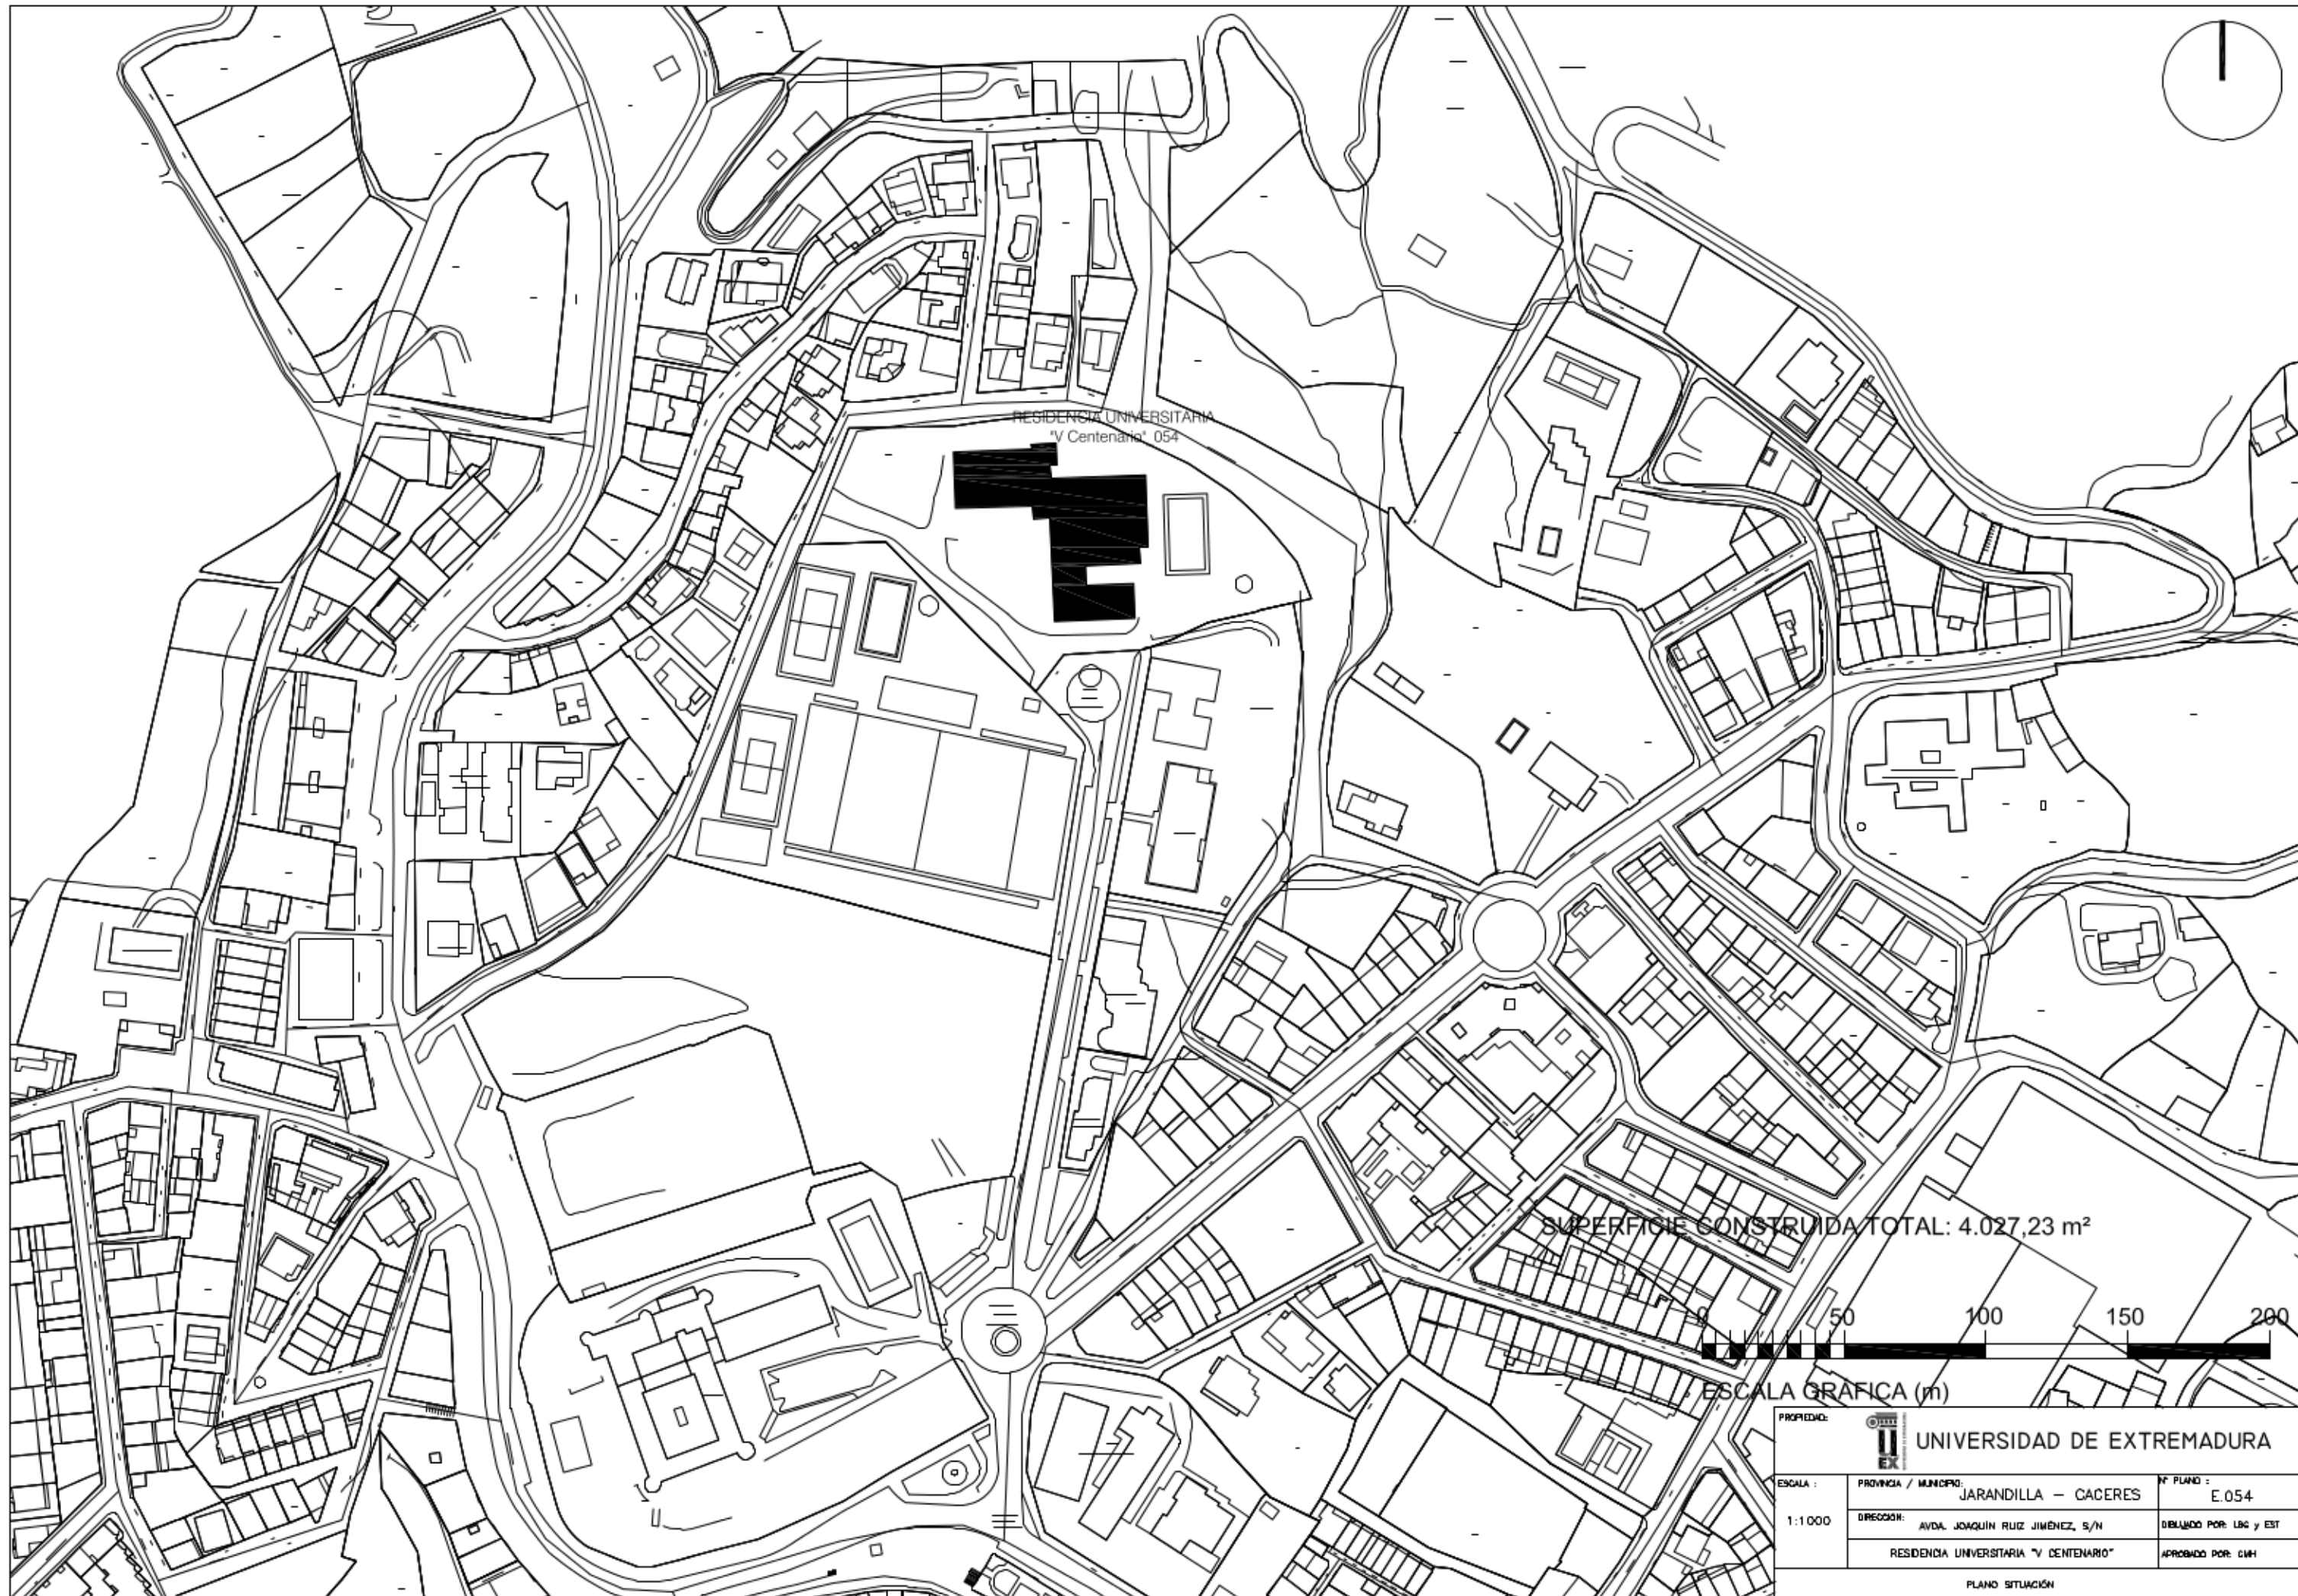 RESIDENCIA UNIVERSITARIA
"V Centenario" 054
SUPERFICIE CONSTRUIDA TOTAL: 4.027,23 m²
0 50 100 150 200
ESCALA GRAFICA (m)
PROPIEDAD:
UEX
UNIVERSIDAD DE EXTREMADURA
ESCALA :
1:1000
PROVINCIA / MUNICIPIO:
JARANDILLA – CACERES
Nº PLANO :
E.054
DIRECCIÓN:
AVDA. JOAQUÍN RUIZ JIMÉNEZ, S/N
DIBUJADO POR: LBG y EST
RESIDENCIA UNIVERSITARIA "V CENTENARIO"
APROBADO POR: CMH
PLANO SITUACIÓN